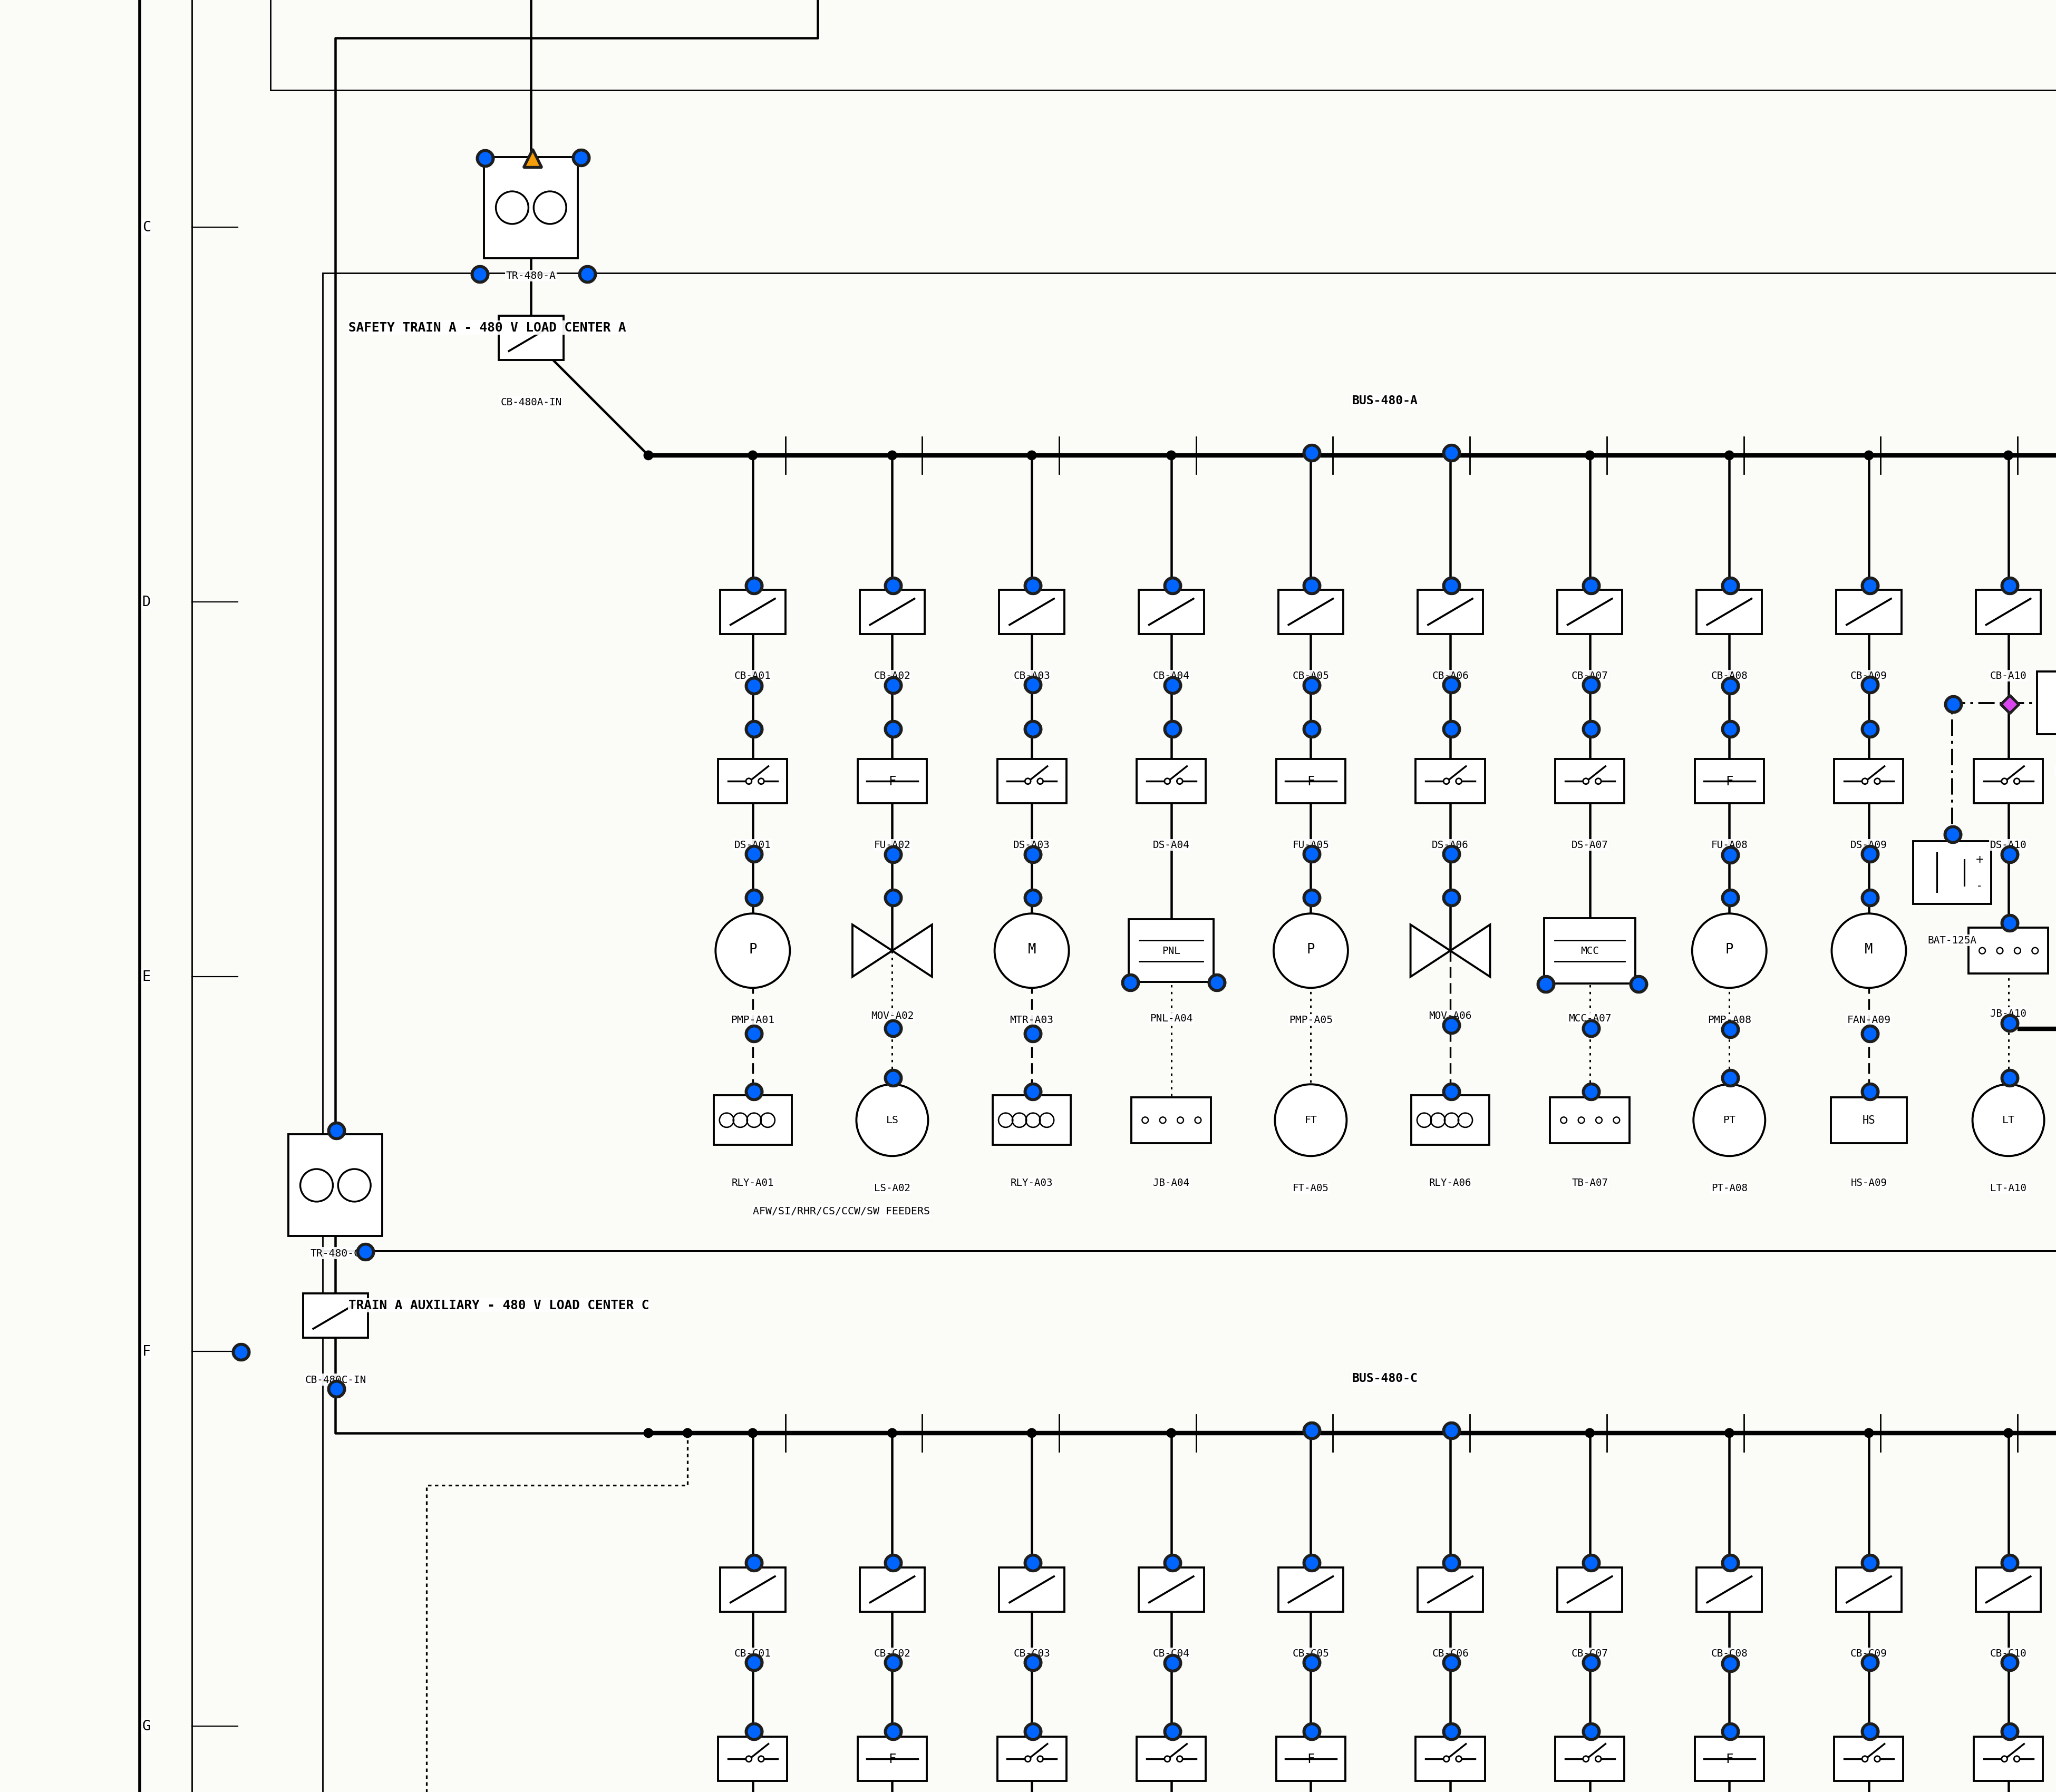 C
TR-480-A
SAFETY TRAIN A - 480 V LOAD CENTER A
CB-480A-IN
BUS-480-A
D
CB-A01 CB-A02 CB-A03 CB-A04 CB-A05 CB-A06 CB-A07 CB-A08 CB-A09 CB-A10
F F F
DS-A01 FU-A02 DS-A03 DS-A04 FU-A05 DS-A06 DS-A07 FU-A08 DS-A09 DS-A10
+
-
P M PNL P MCC P M
BAT-125A
E
PMP-A01 MOV-A02 MTR-A03 PNL-A04 PMP-A05 MOV-A06 MCC-A07 PMP-A08 FAN-A09 JB-A10
LS FT PT HS LT
RLY-A01 LS-A02 RLY-A03 JB-A04 FT-A05 RLY-A06 TB-A07 PT-A08 HS-A09 LT-A10
AFW/SI/RHR/CS/CCW/SW FEEDERS
TR-480-C
TRAIN A AUXILIARY - 480 V LOAD CENTER C
F
CB-480C-IN
BUS-480-C
CB-C01 CB-C02 CB-C03 CB-C04 CB-C05 CB-C06 CB-C07 CB-C08 CB-C09 CB-C10
G
F F F